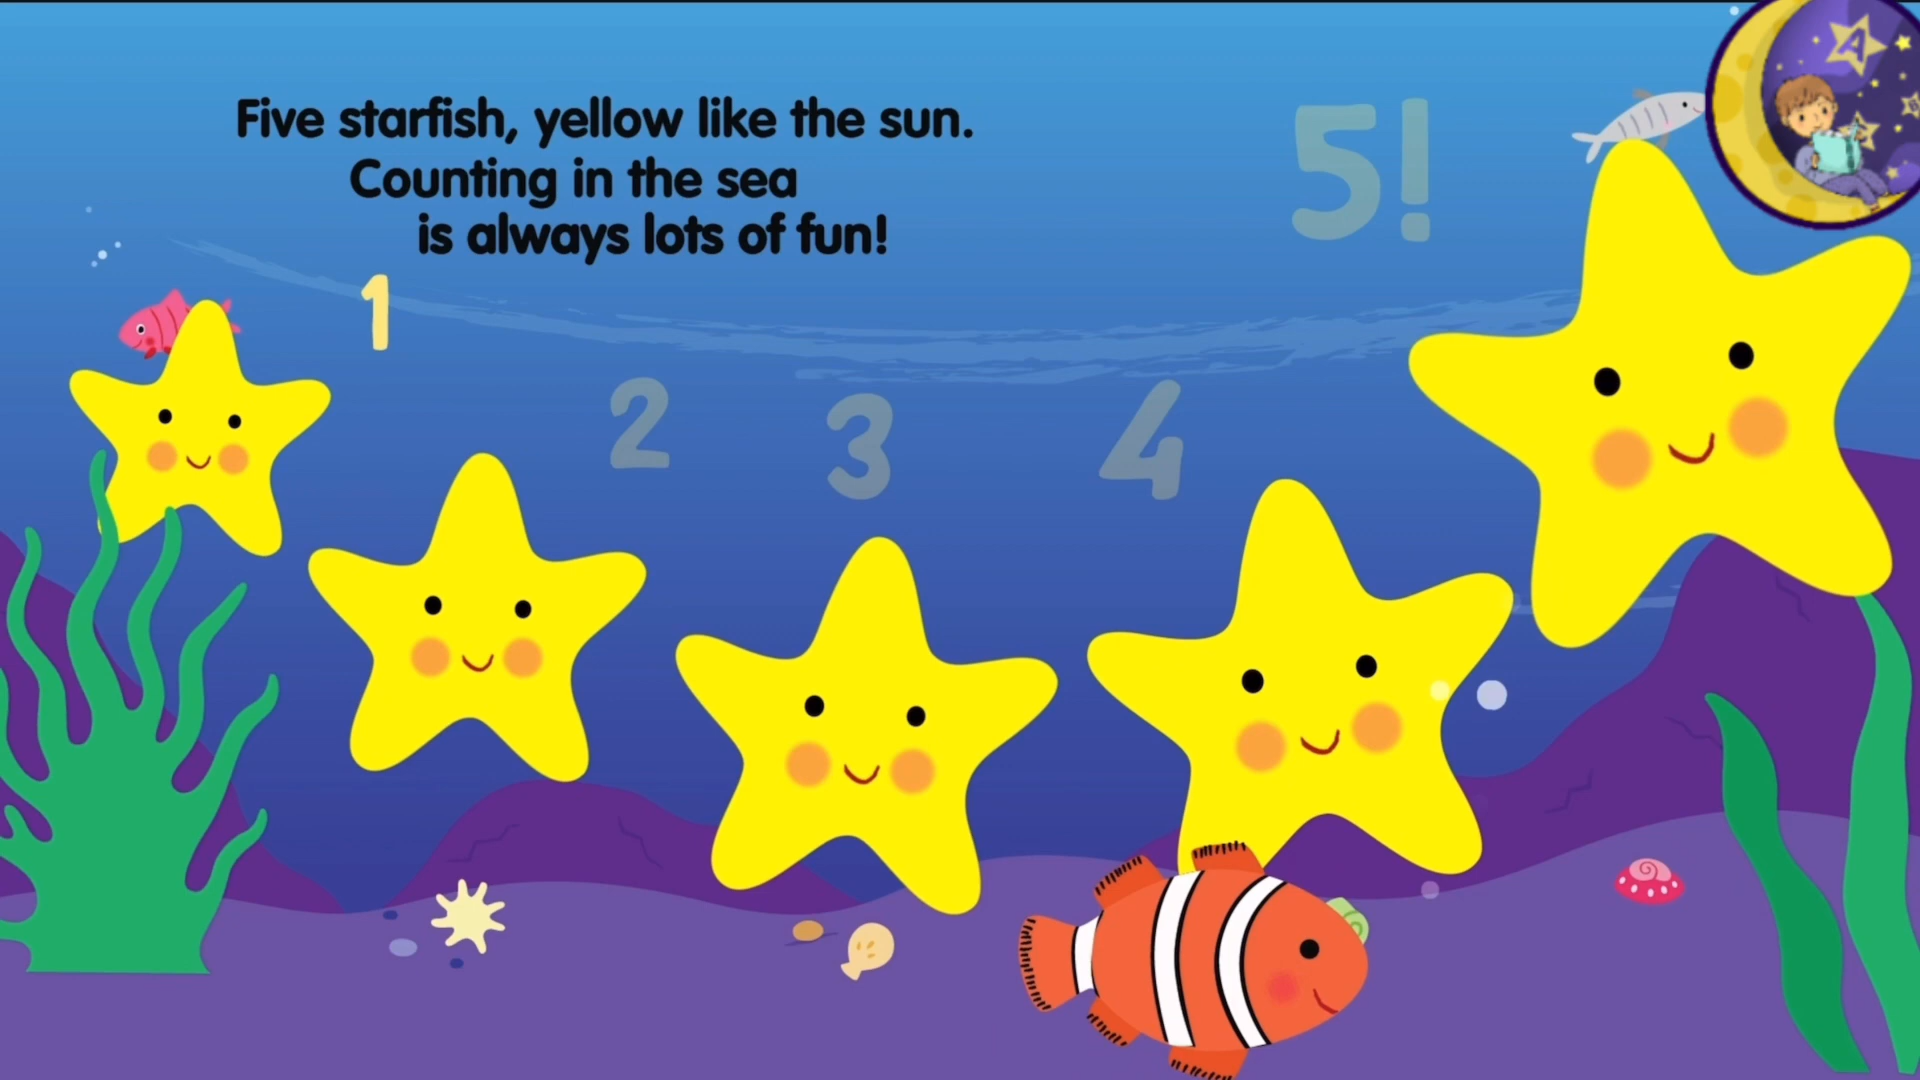 Five starfish, yellow like the sun.
Counting in the sea
is always lots of fun!
1
2
3
4
5!
A
B